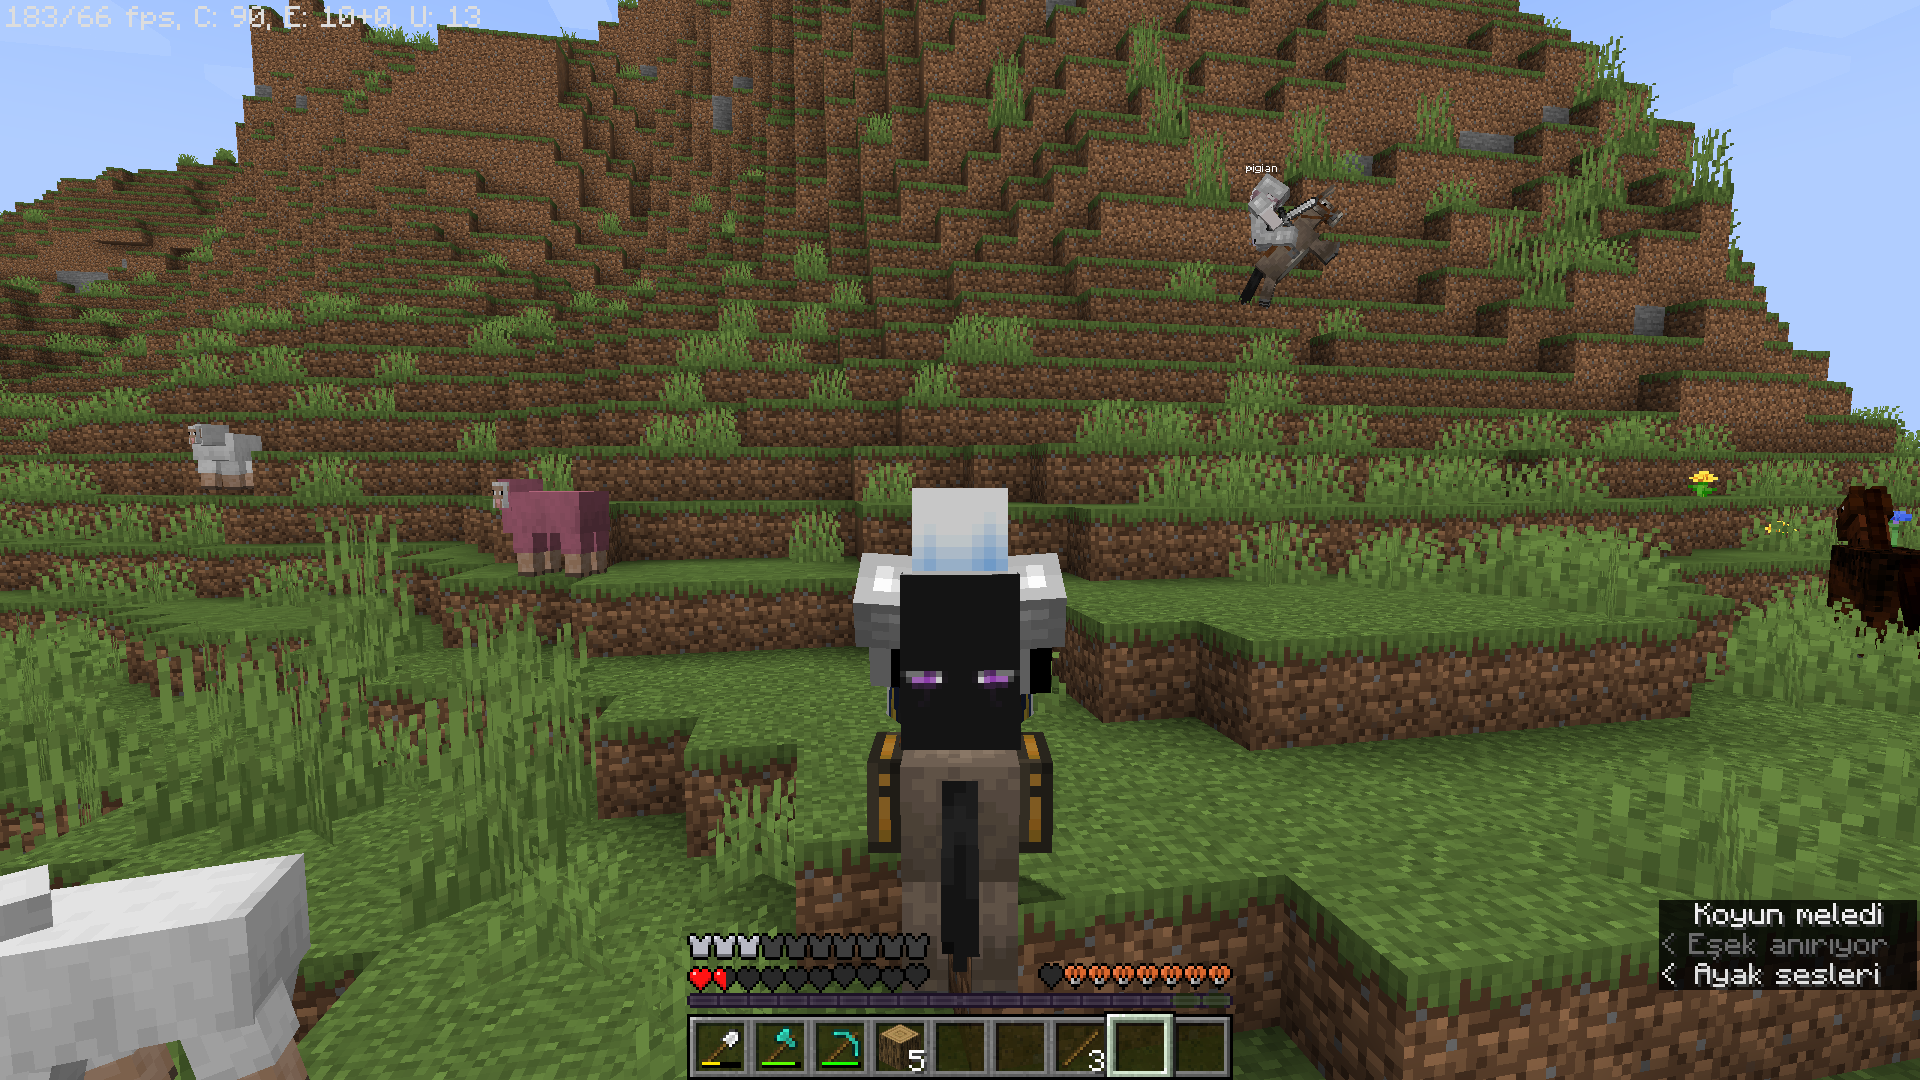 183/66 fps, C: 90, E: 10+0, U: 13
pigian
Koyun meledi
< Eşek anırıyor
< Ayak sesleri
5
3